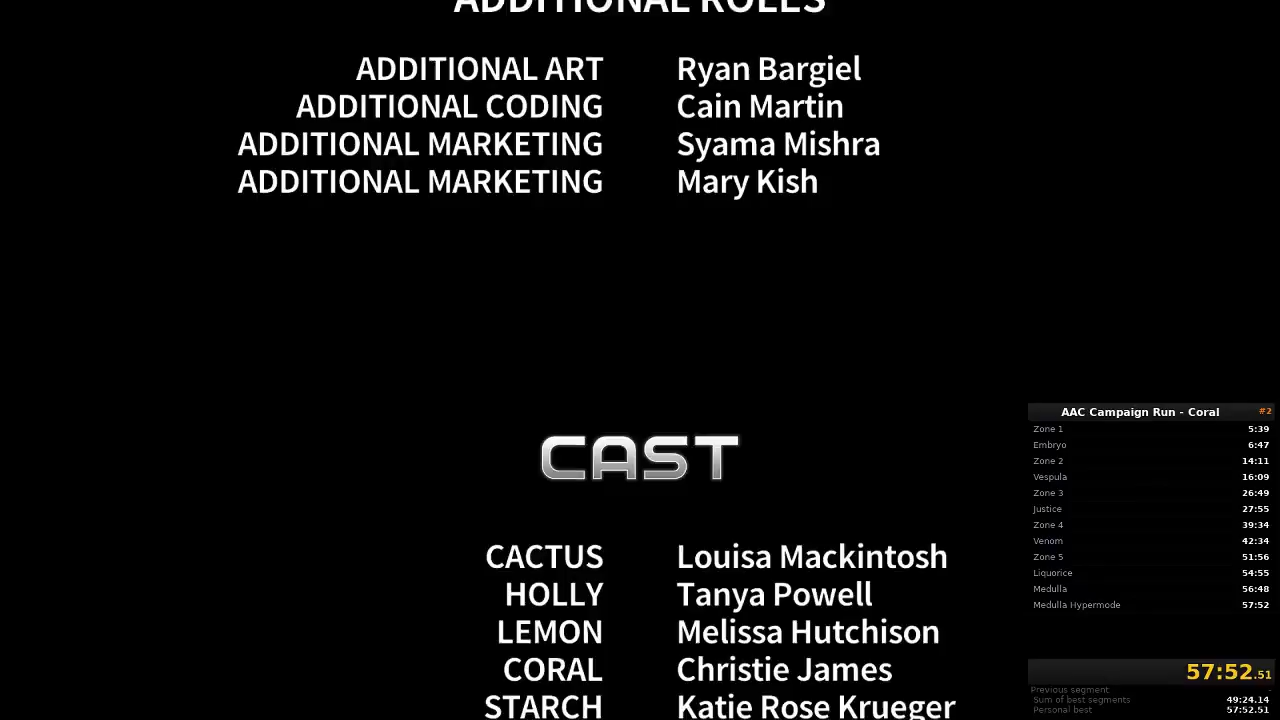 ADDITIONAL ROLES
ADDITIONAL ART Ryan Bargiel
ADDITIONAL CODING Cain Martin
ADDITIONAL MARKETING Syama Mishra
ADDITIONAL MARKETING Mary Kish
CAST
CACTUS Louisa Mackintosh
HOLLY Tanya Powell
LEMON Melissa Hutchison
CORAL Christie James
STARCH Katie Rose Krueger
AAC Campaign Run - Coral #2
Zone 1 5:39
Embryo 6:47
Zone 2 14:11
Vespula 16:09
Zone 3 26:49
Justice 27:55
Zone 4 39:34
Venom 42:34
Zone 5 51:56
Liquorice 54:55
Medulla 56:48
Medulla Hypermode 57:52
57:52.51
Previous segment -
Sum of best segments 49:24.14
Personal best 57:52.51